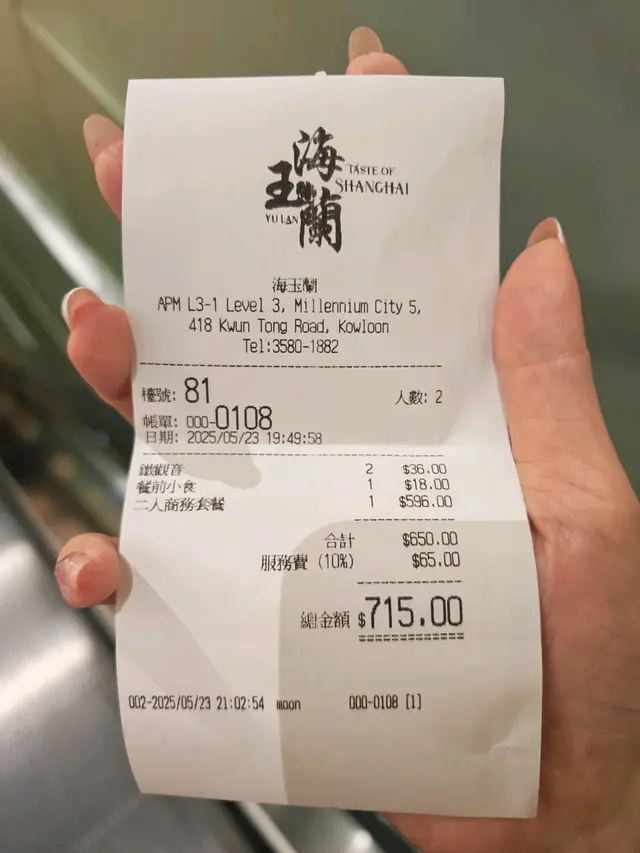 海玉蘭
TASTE OF
SHANGHAI
YU LAN
海玉蘭
APM L3-1 Level 3, Millennium City 5,
418 Kwun Tong Road, Kowloon
Tel:3580-1882
檯號: 81 人數: 2
帳單: 000-0108
日期: 2025/05/23 19:49:58
鐵觀音 2 $36.00
餐前小食 1 $18.00
二人商務套餐 1 $596.00
合計 $650.00
服務費 (10%) $65.00
總金額 $715.00
002-2025/05/23 21:02:54 moon 000-0108 [1]